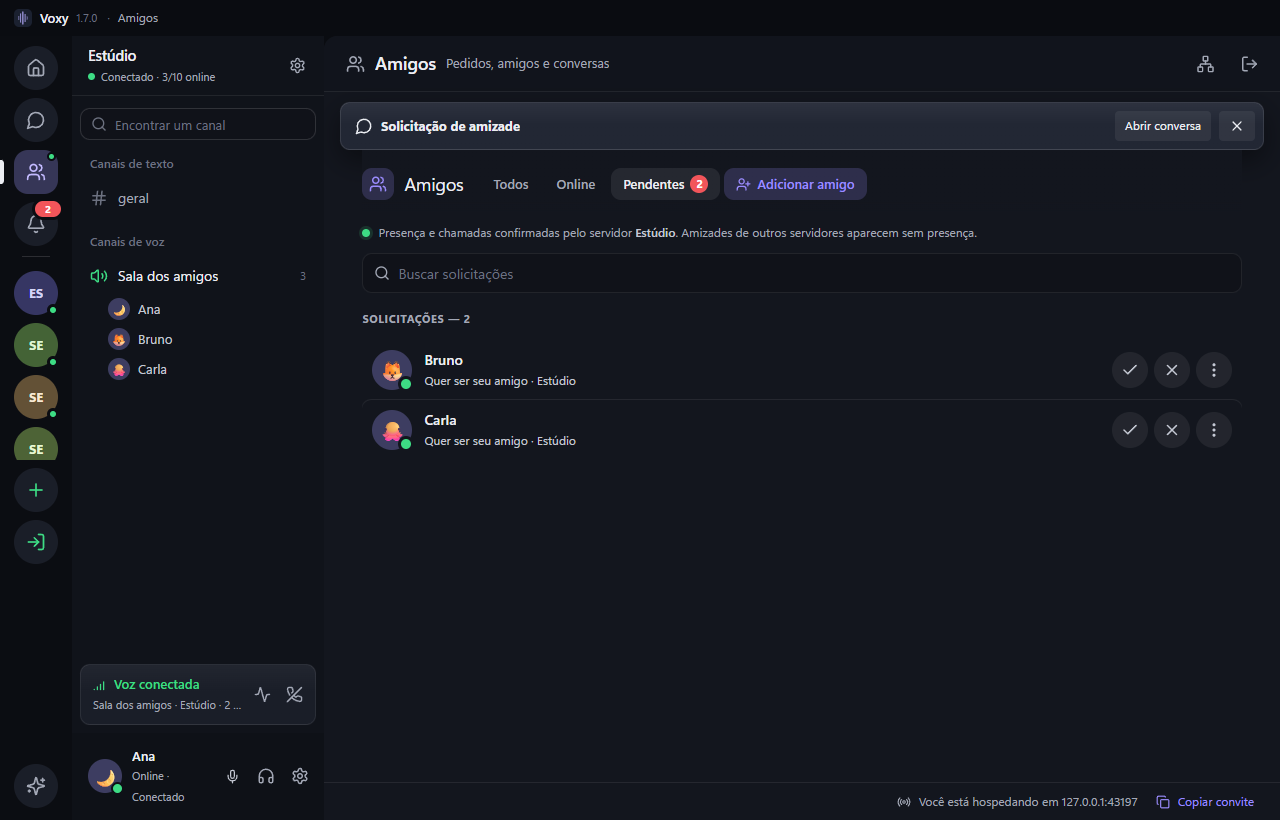 Voxy 1.7.0 · Amigos
Estúdio
Conectado · 3/10 online
Encontrar um canal
Canais de texto
geral
Canais de voz
Sala dos amigos 3
Ana
Bruno
Carla
2
ES
SE
SE
SE
Voz conectada
Sala dos amigos · Estúdio · 2 ...
Ana
Online ·
Conectado
Amigos Pedidos, amigos e conversas
Solicitação de amizade Abrir conversa
Amigos Todos Online Pendentes 2 Adicionar amigo
Presença e chamadas confirmadas pelo servidor Estúdio. Amizades de outros servidores aparecem sem presença.
Buscar solicitações
SOLICITAÇÕES — 2
Bruno
Quer ser seu amigo · Estúdio
Carla
Quer ser seu amigo · Estúdio
Você está hospedando em 127.0.0.1:43197 Copiar convite